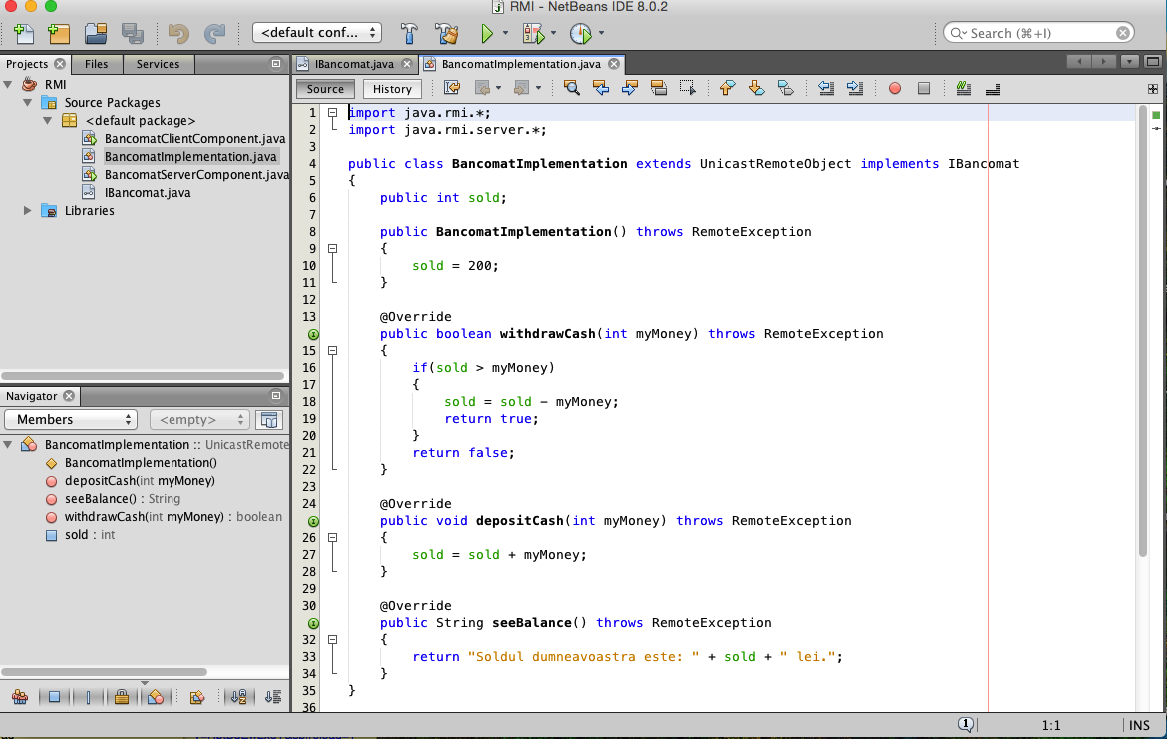 RMI - NetBeans IDE 8.0.2
<default conf...
Search (⌘+I)
Projects
Files
Services
RMI
Source Packages
<default package>
BancomatClientComponent.java
BancomatImplementation.java
BancomatServerComponent.java
IBancomat.java
Libraries
Navigator
Members
<empty>
BancomatImplementation :: UnicastRemote
BancomatImplementation()
depositCash(int myMoney)
seeBalance() : String
withdrawCash(int myMoney) : boolean
sold : int
IBancomat.java
BancomatImplementation.java
Source
History
1 import java.rmi.*;
2 import java.rmi.server.*;
3
4 public class BancomatImplementation extends UnicastRemoteObject implements IBancomat
5 {
6 public int sold;
7
8 public BancomatImplementation() throws RemoteException
9 {
10 sold = 200;
11 }
12
13 @Override
public boolean withdrawCash(int myMoney) throws RemoteException
15 {
16 if(sold > myMoney)
17 {
18 sold = sold - myMoney;
19 return true;
20 }
21 return false;
22 }
23
24 @Override
public void depositCash(int myMoney) throws RemoteException
26 {
27 sold = sold + myMoney;
28 }
29
30 @Override
public String seeBalance() throws RemoteException
32 {
33 return "Soldul dumneavoastra este: " + sold + " lei.";
34 }
35 }
36
1
1:1
INS